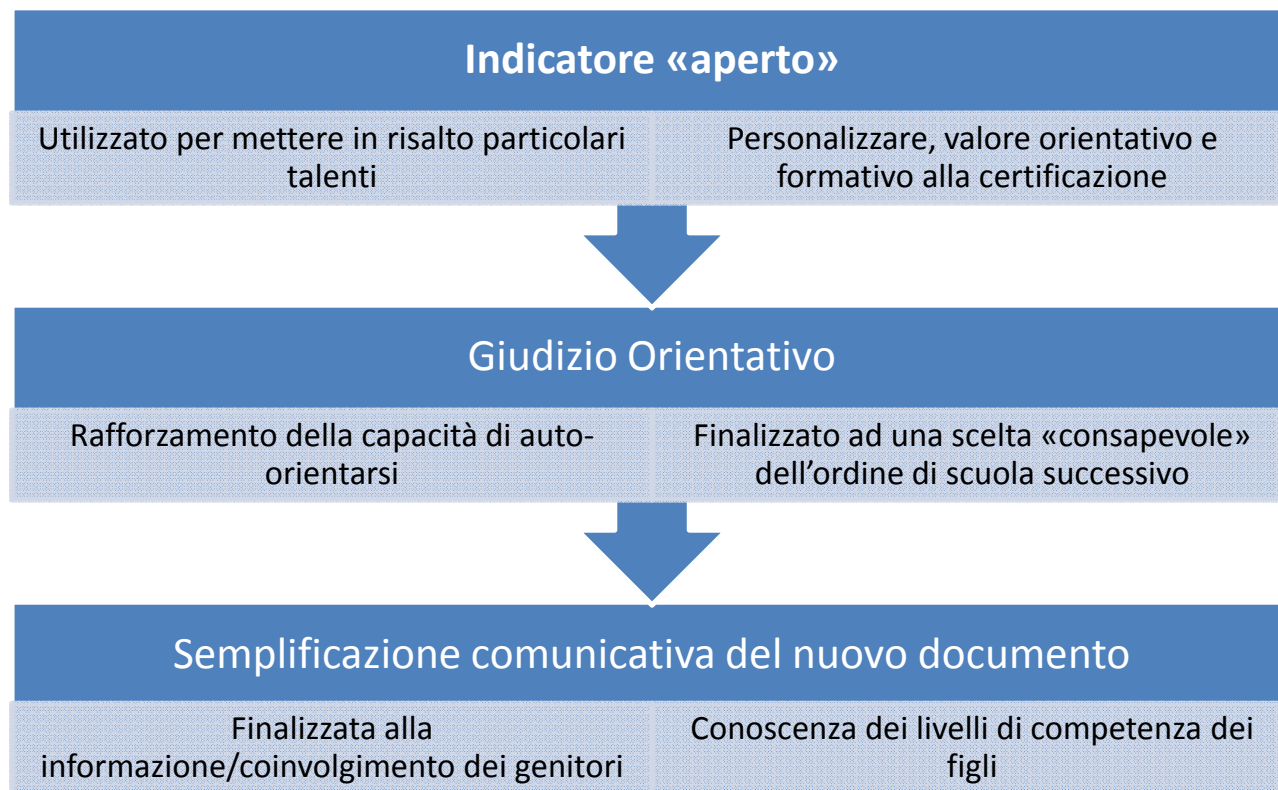 Indicatore «aperto»
Utilizzato per mettere in risalto particolari
talenti
Personalizzare, valore orientativo e
formativo alla certificazione
Giudizio Orientativo
Rafforzamento della capacità di auto-
orientarsi
Finalizzato ad una scelta «consapevole»
dell’ordine di scuola successivo
Semplificazione comunicativa del nuovo documento
Finalizzata alla
informazione/coinvolgimento dei genitori
Conoscenza dei livelli di competenza dei
figli